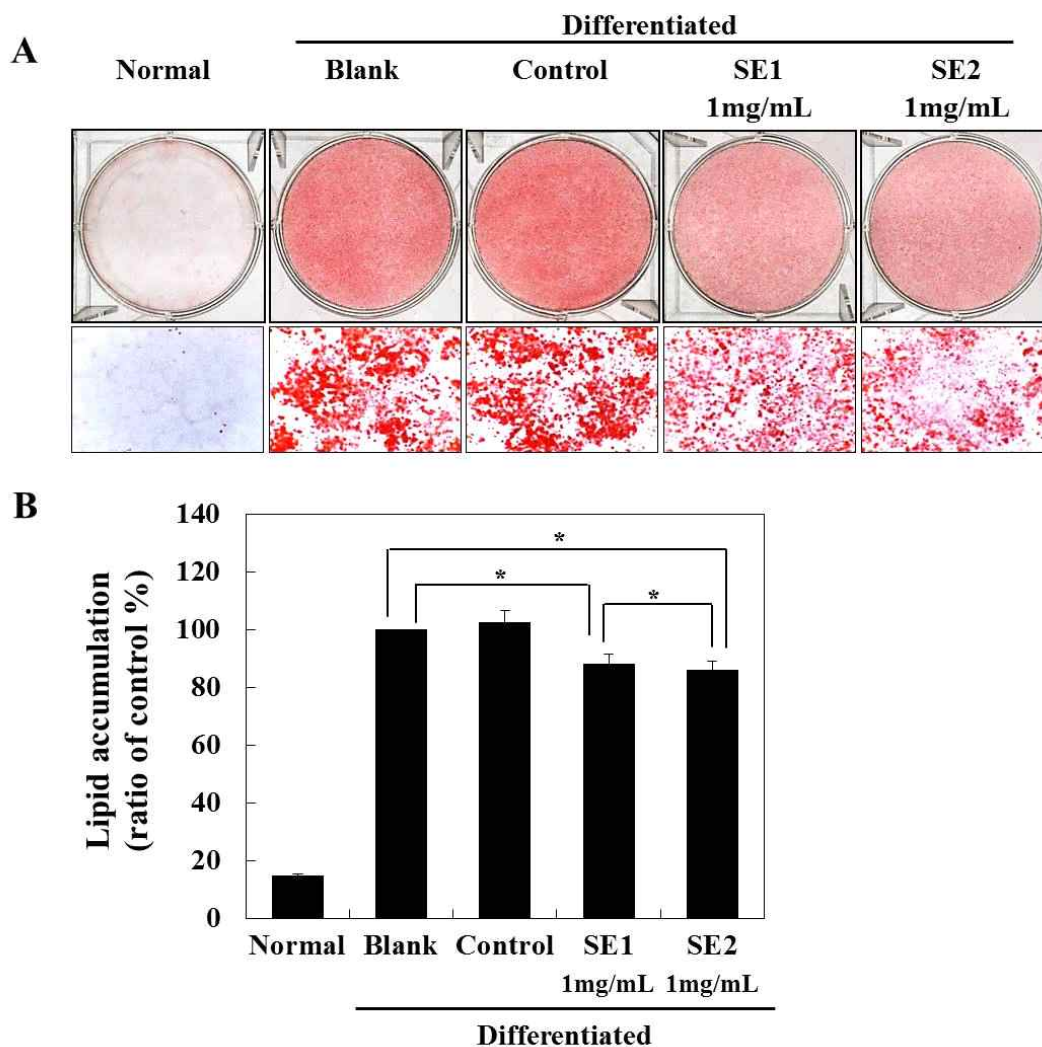 A
Differentiated
Normal Blank Control SE1 SE2
1mg/mL 1mg/mL
B
Lipid accumulation
(ratio of control %)
140
120
100
80
60
40
20
0
* 
*
*
Normal Blank Control SE1 SE2
1mg/mL 1mg/mL
Differentiated